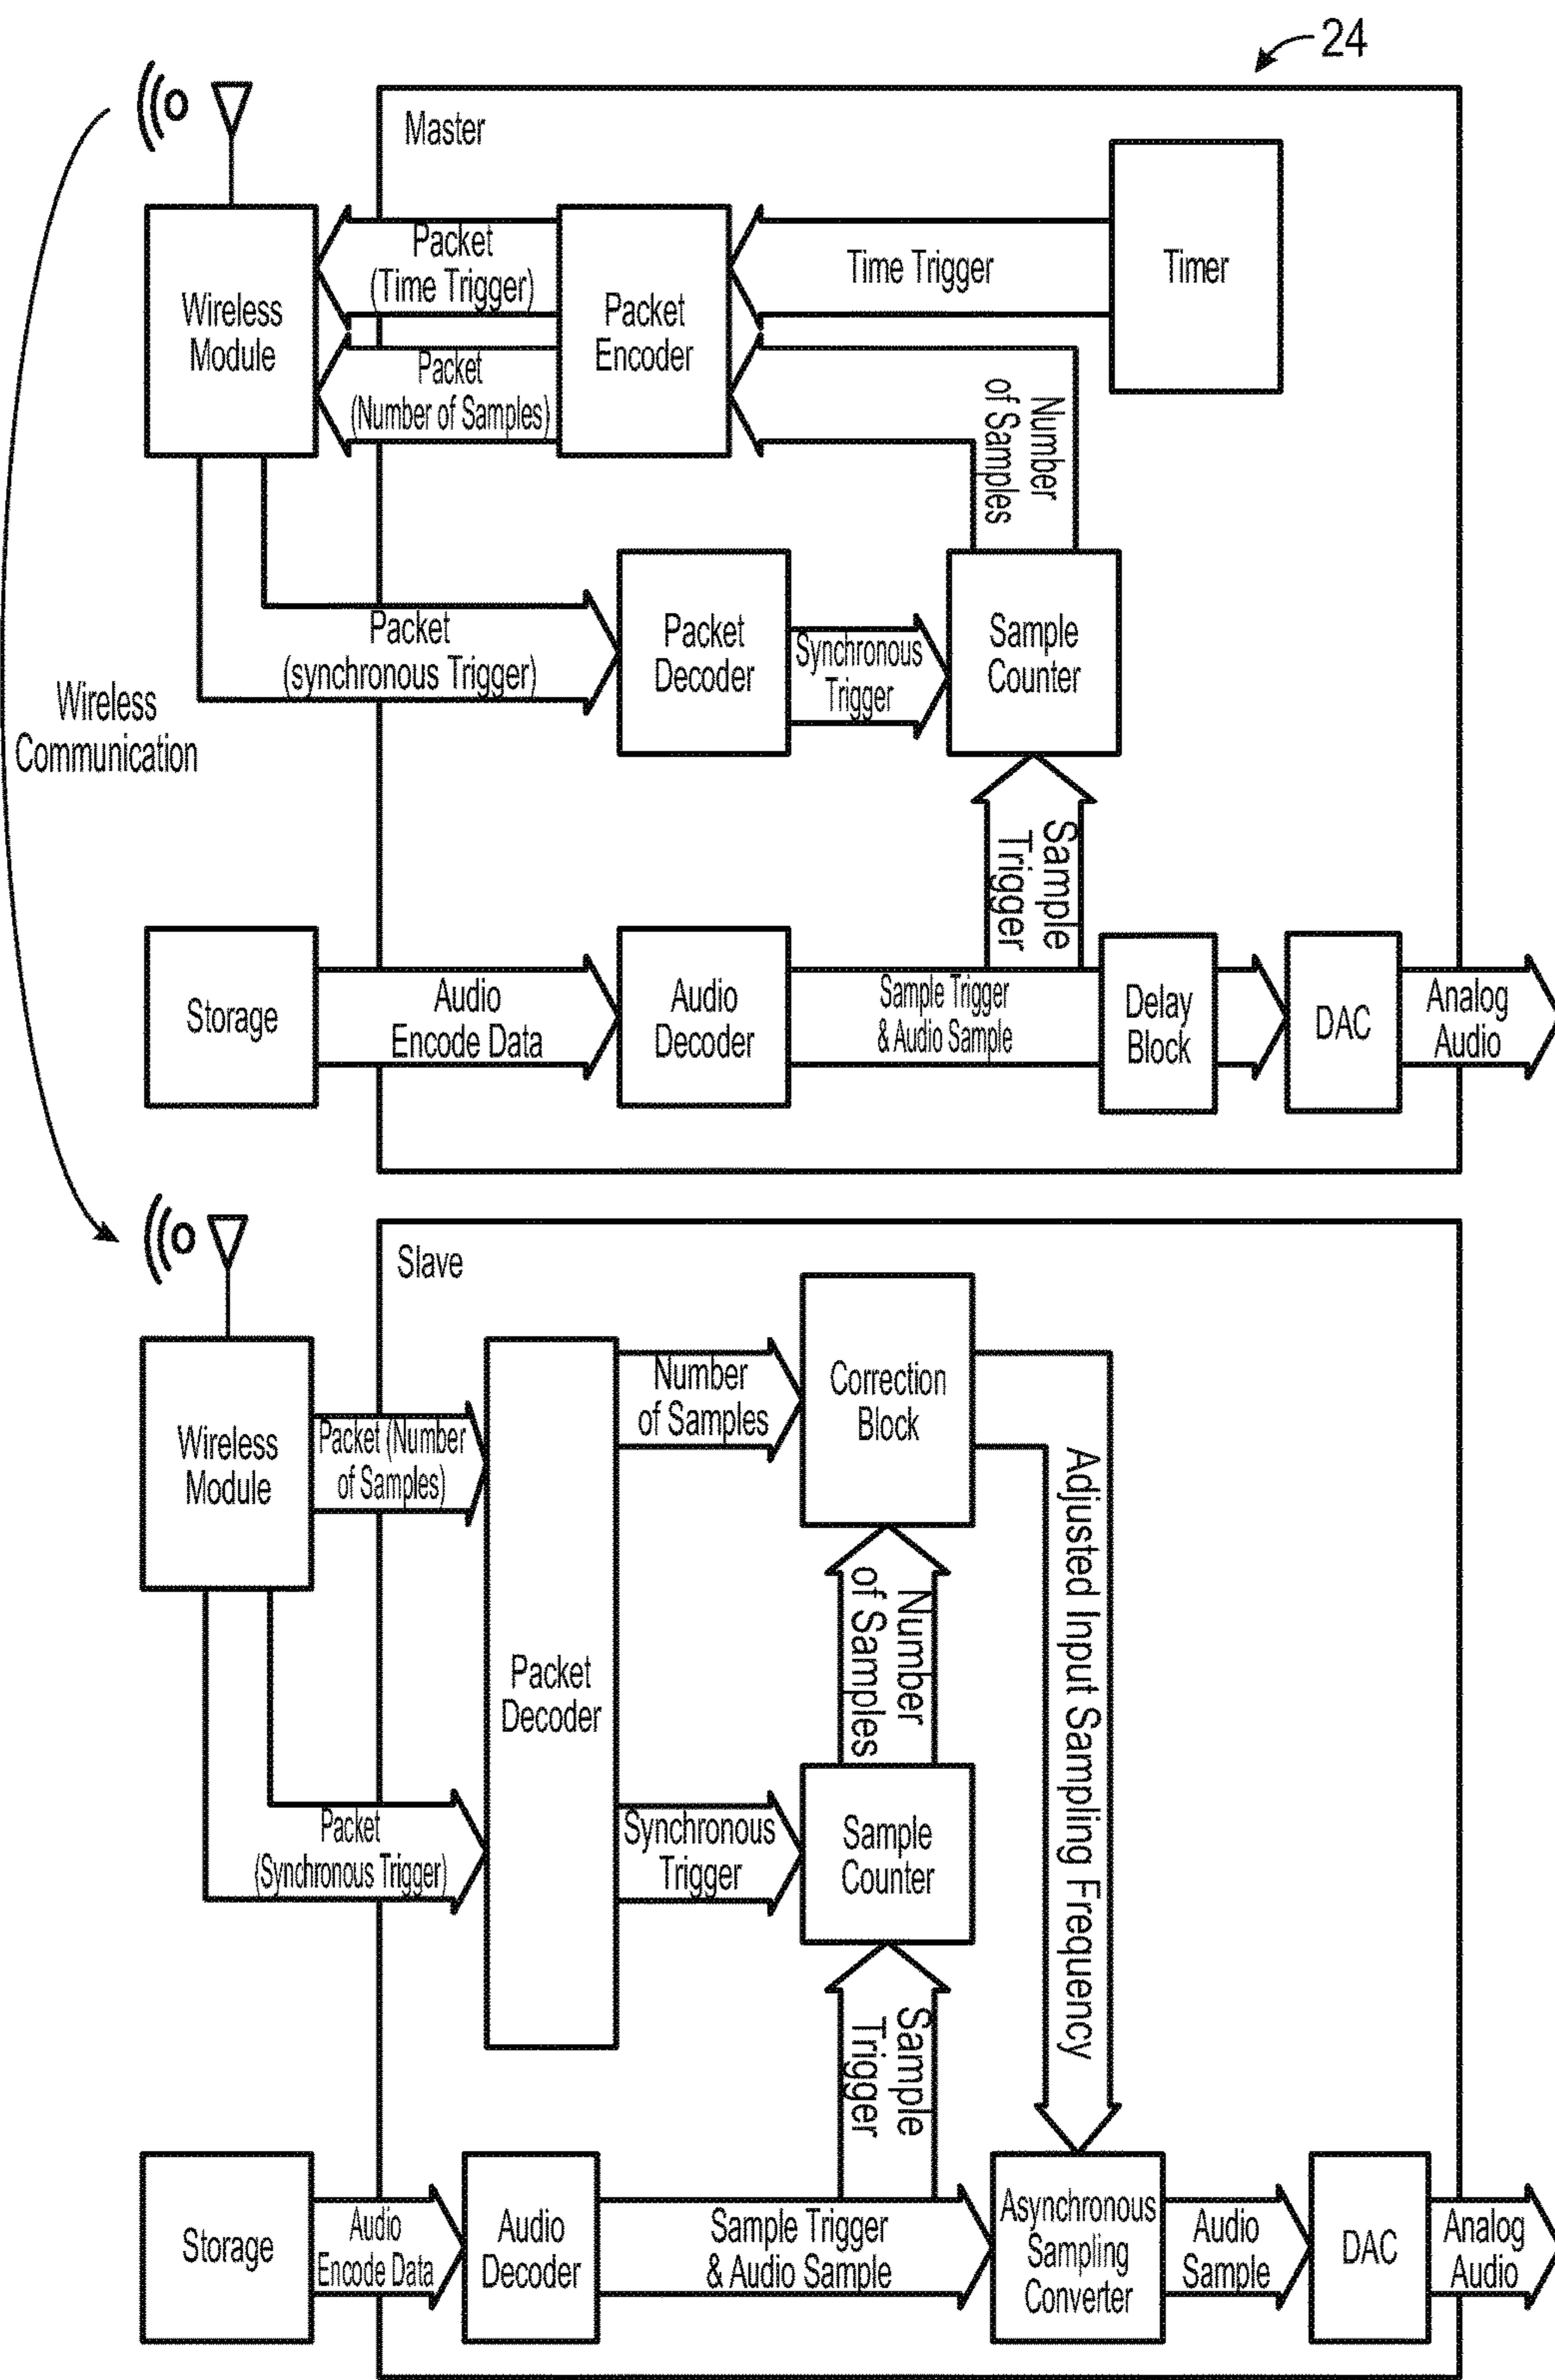 24
Master
Wireless
Module
Packet
(Time Trigger)
Packet
(Number of Samples)
Packet
Encoder
Time Trigger
Timer
Number
of Samples
Packet
(synchronous Trigger)
Packet
Decoder
Synchronous
Trigger
Sample
Counter
Wireless
Communication
Sample
Trigger
Storage
Audio
Encode Data
Audio
Decoder
Sample Trigger
& Audio Sample
Delay
Block
DAC
Analog
Audio
Slave
Wireless
Module
Packet (Number
of Samples)
Packet
Decoder
Number
of Samples
Correction
Block
Adjusted Input Sampling Frequency
Number
of Samples
Packet
(Synchronous Trigger)
Synchronous
Trigger
Sample
Counter
Sample
Trigger
Storage
Audio
Encode Data
Audio
Decoder
Sample Trigger
& Audio Sample
Asynchronous
Sampling
Converter
Audio
Sample
DAC
Analog
Audio